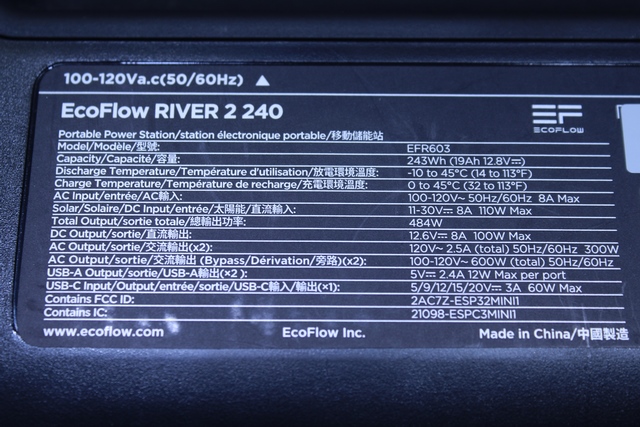 100-120Va.c(50/60Hz) ▲
EcoFlow RIVER 2 240
EF
ECOFLOW
Portable Power Station/station électronique portable/移動儲能站
Model/Modèle/型號: EFR603
Capacity/Capacité/容量: 243Wh (19Ah 12.8V⎓)
Discharge Temperature/Température d'utilisation/放電環境溫度: -10 to 45°C (14 to 113°F)
Charge Temperature/Température de recharge/充電環境溫度: 0 to 45°C (32 to 113°F)
AC Input/entrée/AC輸入: 100-120V~ 50Hz/60Hz 8A Max
Solar/Solaire/DC Input/entrée/太陽能/直流輸入: 11-30V⎓ 8A 110W Max
Total Output/sortie totale/總輸出功率: 484W
DC Output/sortie/直流輸出: 12.6V⎓ 8A 100W Max
AC Output/sortie/交流輸出(x2): 120V~ 2.5A (total) 50Hz/60Hz 300W
AC Output/sortie/交流輸出 (Bypass/Dérivation/旁路)(x2): 100-120V~ 600W (total) 50Hz/60Hz
USB-A Output/sortie/USB-A輸出(×2 ): 5V⎓ 2.4A 12W Max per port
USB-C Input/Output/entrée/sortie/USB-C輸入/輸出(×1): 5/9/12/15/20V⎓ 3A 60W Max
Contains FCC ID: 2AC7Z-ESP32MINI1
Contains IC: 21098-ESPC3MINI1
www.ecoflow.com EcoFlow Inc. Made in China/中國製造